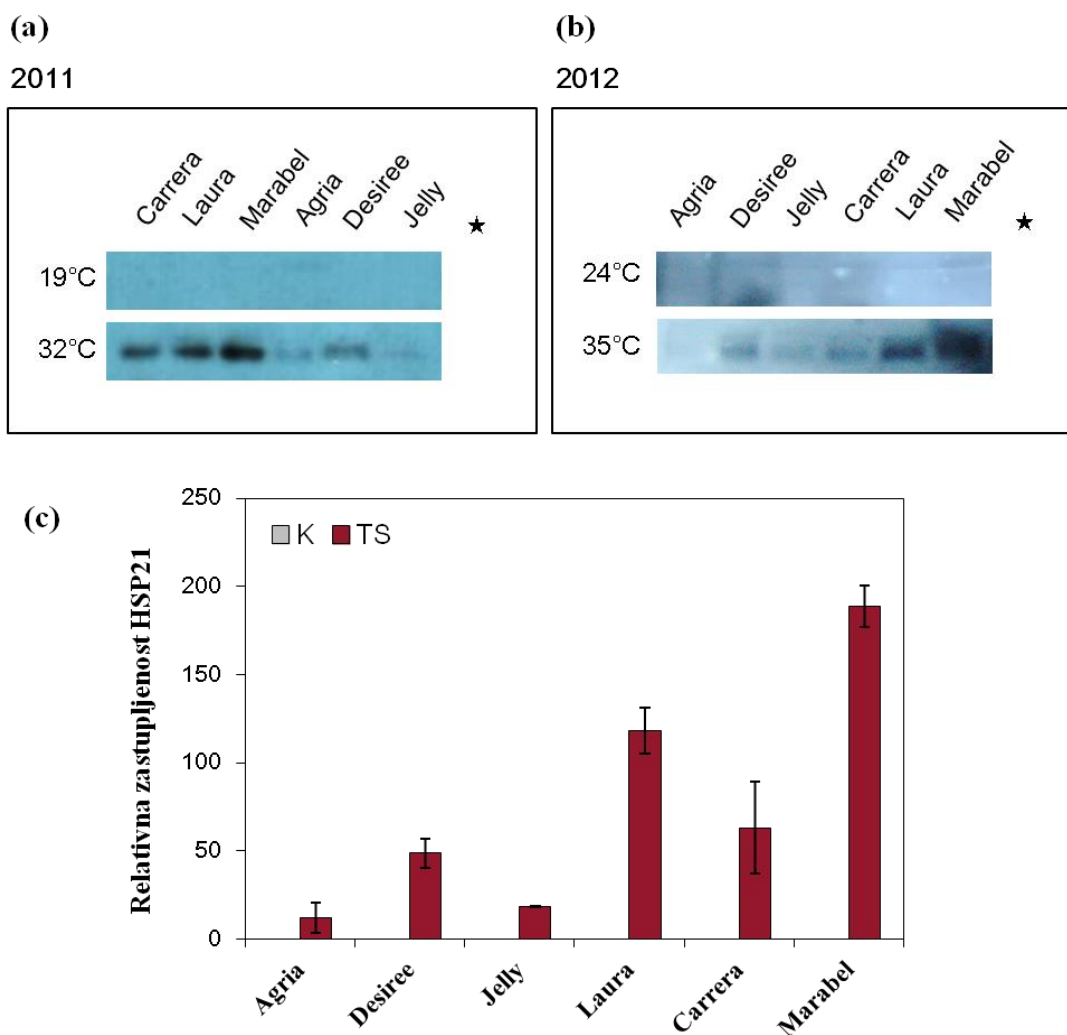 (a)
2011
Carrera Laura Marabel Agria Desiree Jelly ★
19°C
32°C
(b)
2012
Agria Desiree Jelly Carrera Laura Marabel ★
24°C
35°C
(c)
Relativna zastupljenost HSP21
K TS
250
200
150
100
50
0
Agria Desiree Jelly Laura Carrera Marabel